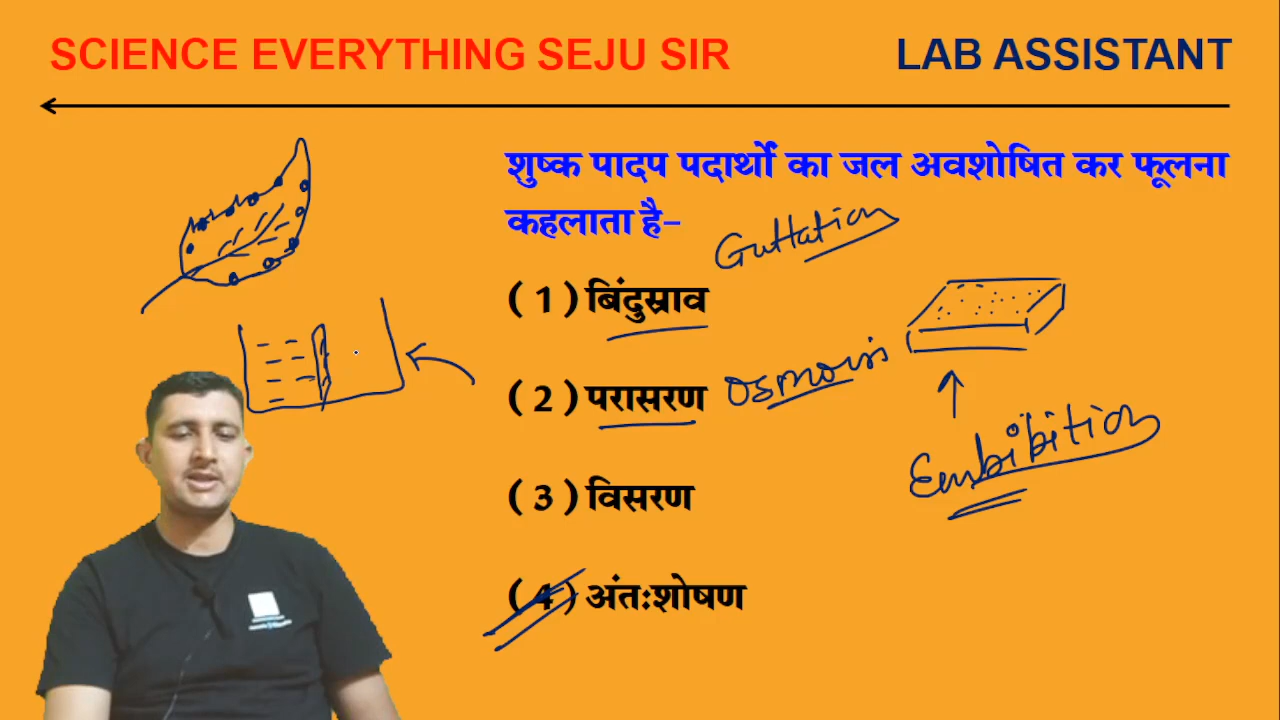 SCIENCE EVERYTHING SEJU SIR LAB ASSISTANT
शुष्क पादप पदार्थों का जल अवशोषित कर फूलना
कहलाता है-
Guttation
(1) बिंदुस्राव
(2) परासरण Osmosis
Embibition
(3) विसरण
(4) अंतःशोषण